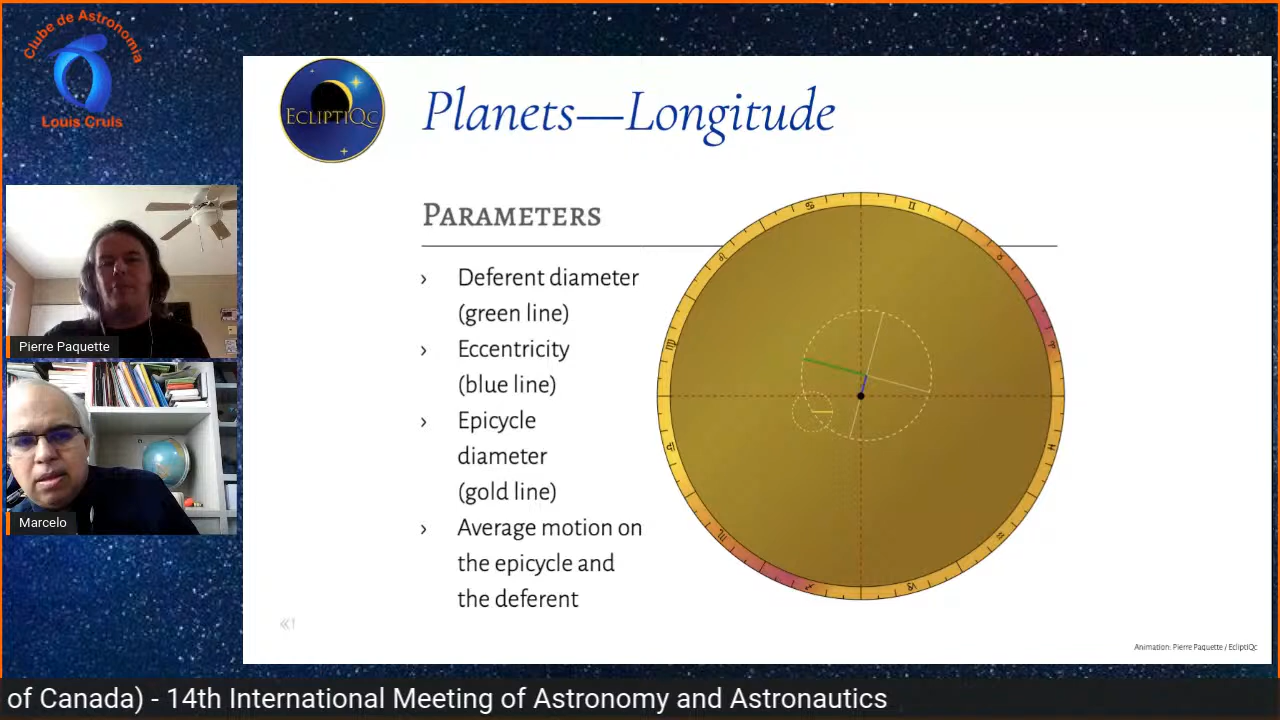 Clube de Astronomia
Louis Cruls
ECLIPTIQC
Planets—Longitude
PARAMETERS
› Deferent diameter
(green line)
› Eccentricity
(blue line)
› Epicycle
diameter
(gold line)
› Average motion on
the epicycle and
the deferent
Pierre Paquette
Marcelo
Animation: Pierre Paquette / EcliptiQc
of Canada) - 14th International Meeting of Astronomy and Astronautics